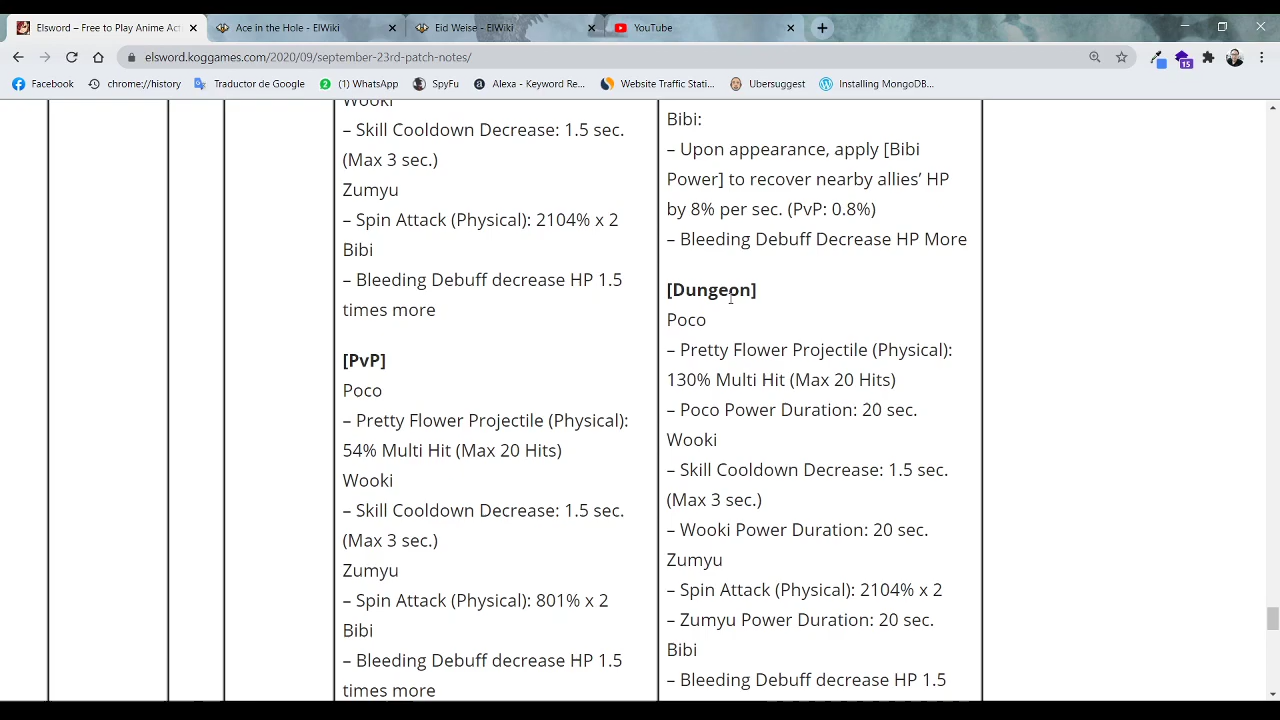 Elsword – Free to Play Anime Act
Ace in the Hole - ElWiki
Eid Weise - ElWiki
YouTube
elsword.koggames.com/2020/09/september-23rd-patch-notes/
15
Facebook
chrome://history
Traductor de Google
2
(1) WhatsApp
SpyFu
Alexa - Keyword Re...
Website Traffic Stati...
Ubersuggest
Installing MongoDB...
Wooki
– Skill Cooldown Decrease: 1.5 sec.
(Max 3 sec.)
Zumyu
– Spin Attack (Physical): 2104% x 2
Bibi
– Bleeding Debuff decrease HP 1.5
times more
[PvP]
Poco
– Pretty Flower Projectile (Physical):
54% Multi Hit (Max 20 Hits)
Wooki
– Skill Cooldown Decrease: 1.5 sec.
(Max 3 sec.)
Zumyu
– Spin Attack (Physical): 801% x 2
Bibi
– Bleeding Debuff decrease HP 1.5
times more
Bibi:
– Upon appearance, apply [Bibi
Power] to recover nearby allies’ HP
by 8% per sec. (PvP: 0.8%)
– Bleeding Debuff Decrease HP More
[Dungeon]
Poco
– Pretty Flower Projectile (Physical):
130% Multi Hit (Max 20 Hits)
– Poco Power Duration: 20 sec.
Wooki
– Skill Cooldown Decrease: 1.5 sec.
(Max 3 sec.)
– Wooki Power Duration: 20 sec.
Zumyu
– Spin Attack (Physical): 2104% x 2
– Zumyu Power Duration: 20 sec.
Bibi
– Bleeding Debuff decrease HP 1.5